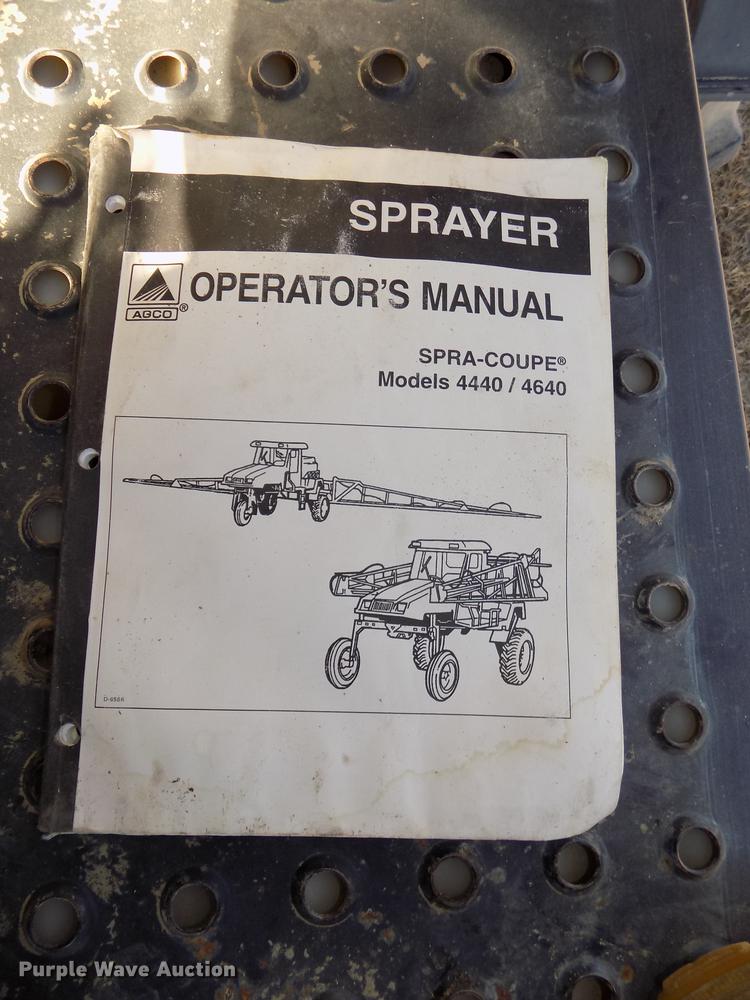 SPRAYER
AGCO®
OPERATOR'S MANUAL
SPRA-COUPE®
Models 4440 / 4640
Purple Wave Auction